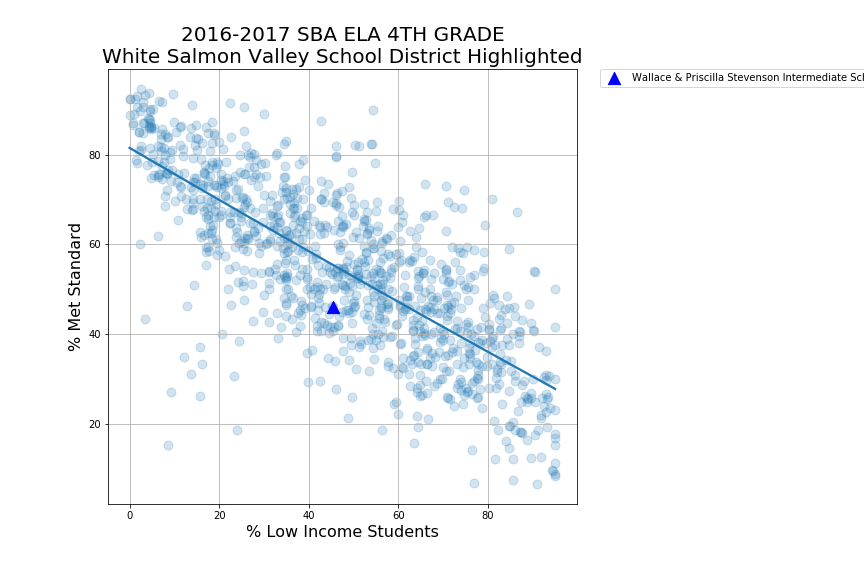 2016-2017 SBA ELA 4TH GRADE
White Salmon Valley School District Highlighted
Wallace & Priscilla Stevenson Intermediate Sc
% Met Standard
80
60
40
20
0 20 40 60 80
% Low Income Students